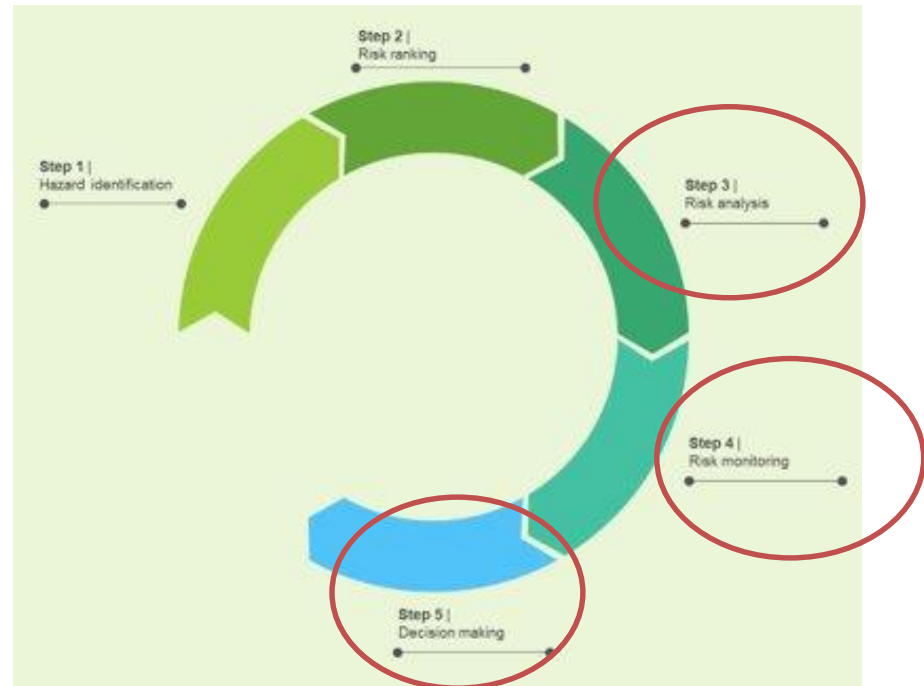 Step 1 |
Hazard identification
Step 2 |
Risk ranking
Step 3 |
Risk analysis
Step 4 |
Risk monitoring
Step 5 |
Decision making